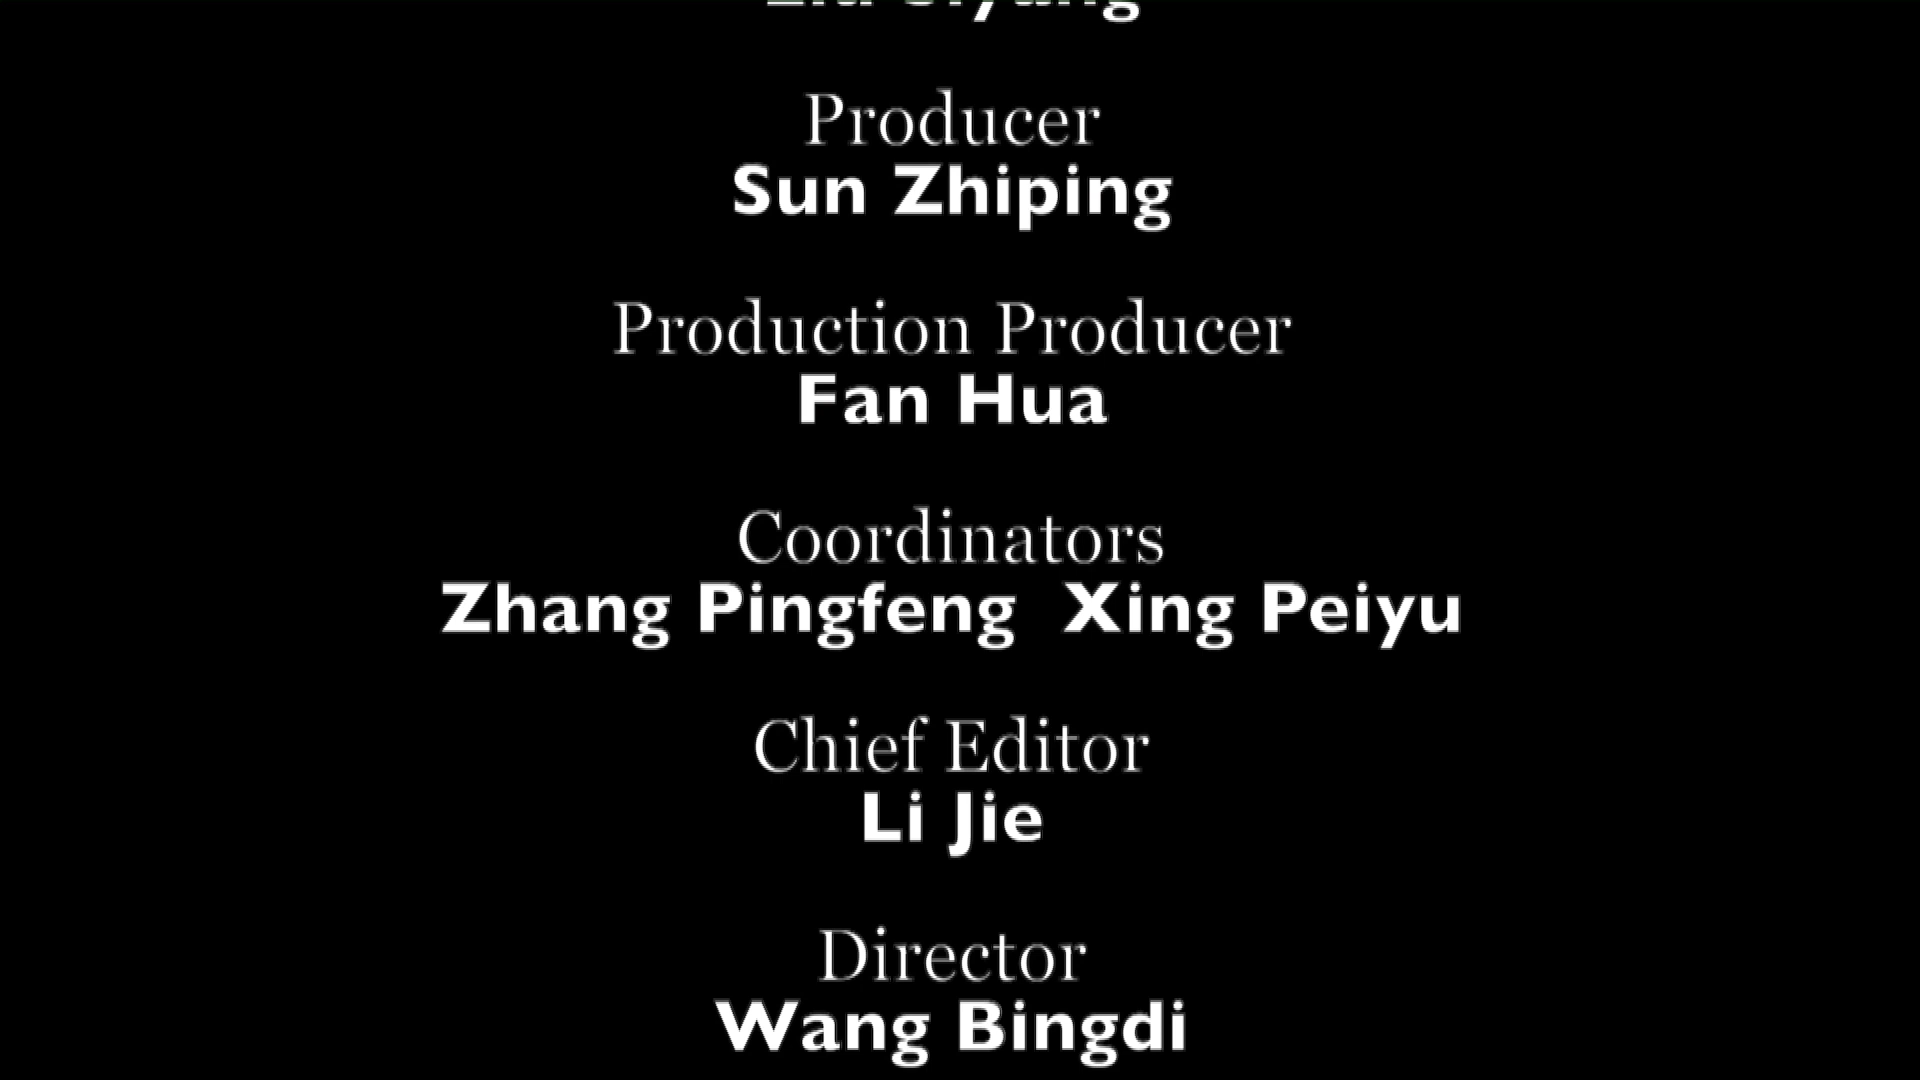 Producer
Sun Zhiping
Production Producer
Fan Hua
Coordinators
Zhang Pingfeng  Xing Peiyu
Chief Editor
Li Jie
Director
Wang Bingdi